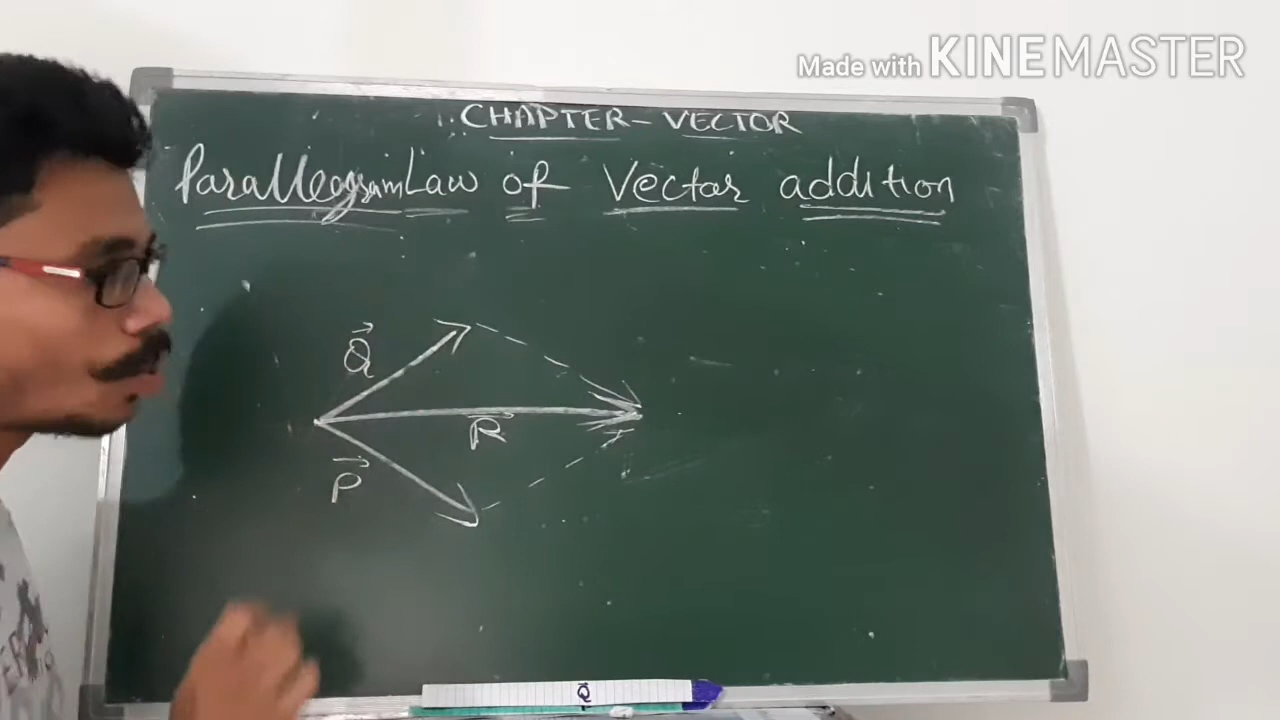 Made with KINEMASTER
CHAPTER - VECTOR
Parallelogram Law of Vector addition
Q
R
P
Q